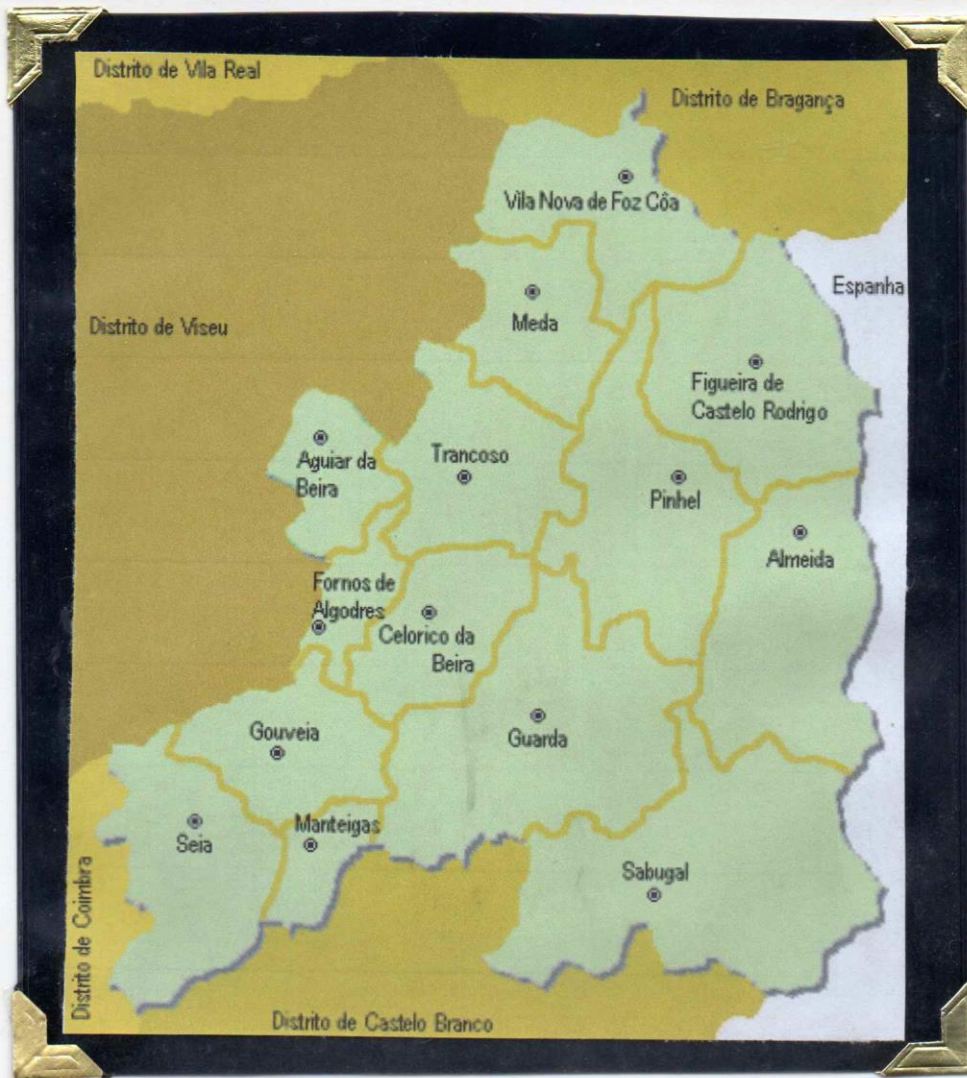 Distrito de Vila Real
Distrito de Bragança
Vila Nova de Foz Côa
Espanha
Meda
Distrito de Viseu
Figueira de
Castelo Rodrigo
Aguiar da
Beira
Trancoso
Pinhel
Almeida
Fornos de
Algodres
Celorico da
Beira
Gouveia
Guarda
Manteigas
Seia
Sabugal
Distrito de Coimbra
Distrito de Castelo Branco